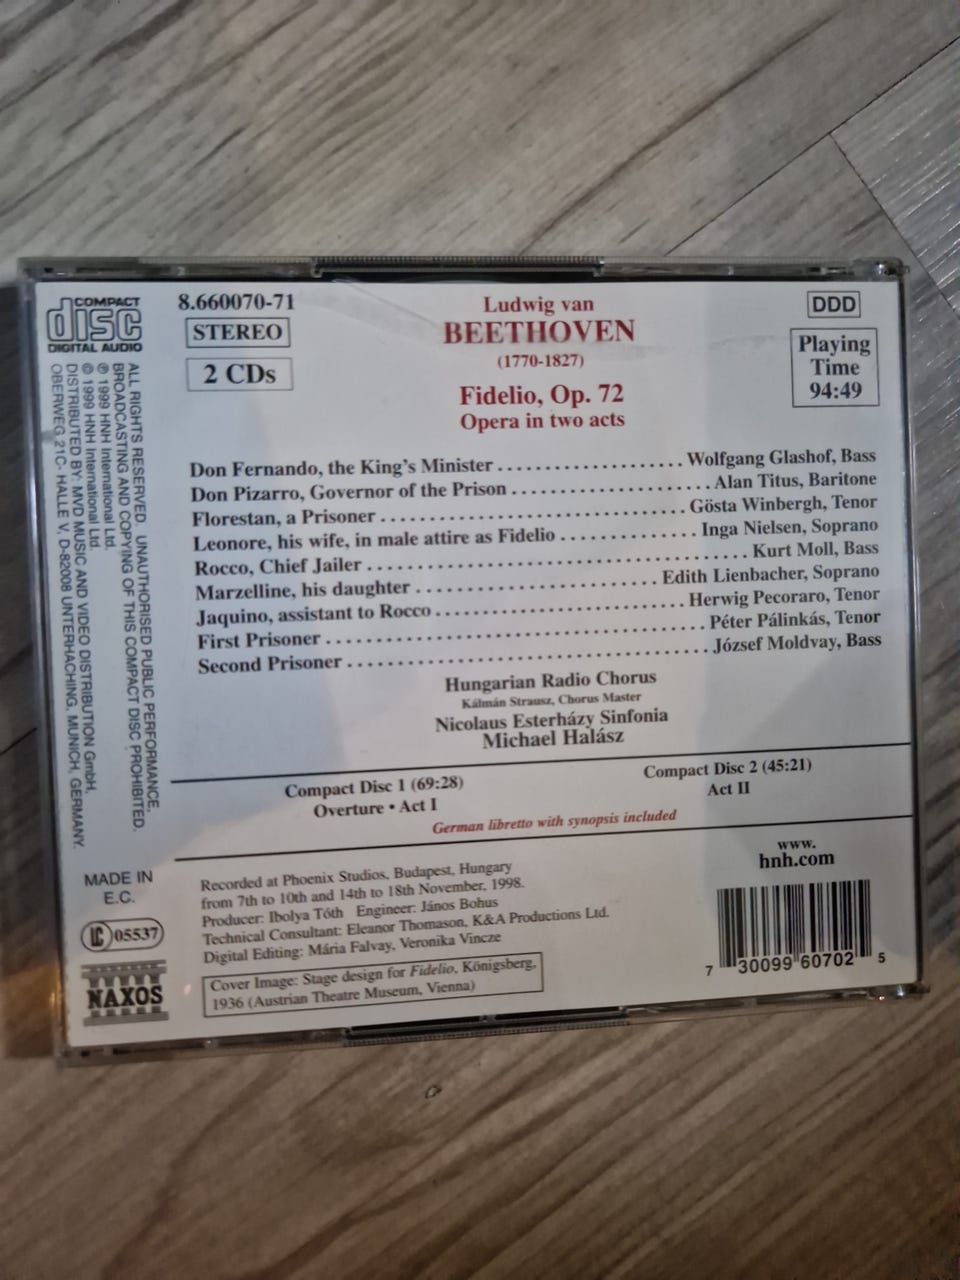 COMPACT
disc
DIGITAL AUDIO
8.660070-71
STEREO
2 CDs
Ludwig van
BEETHOVEN
(1770-1827)
Fidelio, Op. 72
Opera in two acts
DDD
Playing
Time
94:49
Don Fernando, the King's Minister ...................... Wolfgang Glashof, Bass
Don Pizarro, Governor of the Prison ........................ Alan Titus, Baritone
Florestan, a Prisoner ..................................... Gösta Winbergh, Tenor
Leonore, his wife, in male attire as Fidelio ................ Inga Nielsen, Soprano
Rocco, Chief Jailer ............................................. Kurt Moll, Bass
Marzelline, his daughter ............................ Edith Lienbacher, Soprano
Jaquino, assistant to Rocco ............................. Herwig Pecoraro, Tenor
First Prisoner ............................................ Péter Pálinkás, Tenor
Second Prisoner ......................................... József Moldvay, Bass
Hungarian Radio Chorus
Kálmán Strausz, Chorus Master
Nicolaus Esterházy Sinfonia
Michael Halász
Compact Disc 1 (69:28)
Overture • Act I
Compact Disc 2 (45:21)
Act II
German libretto with synopsis included
Recorded at Phoenix Studios, Budapest, Hungary
from 7th to 10th and 14th to 18th November, 1998.
Producer: Ibolya Tóth Engineer: János Bohus
Technical Consultant: Eleanor Thomason, K&A Productions Ltd.
Digital Editing: Mária Falvay, Veronika Vincze
Cover Image: Stage design for Fidelio, Königsberg,
1936 (Austrian Theatre Museum, Vienna)
www.
hnh.com
7 30099 60702 5
ALL RIGHTS RESERVED. UNAUTHORISED PUBLIC PERFORMANCE,
BROADCASTING AND COPYING OF THIS COMPACT DISC PROHIBITED.
℗ 1999 HNH International Ltd.
© 1999 HNH International Ltd.
DISTRIBUTED BY: MVD MUSIC AND VIDEO DISTRIBUTION GmbH,
OBERWEG 21C- HALLE V, D-82008 UNTERHACHING, MUNICH, GERMANY.
MADE IN
E.C.
LC 05537
NAXOS